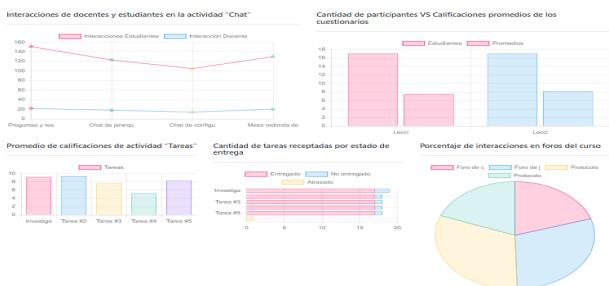 Interacciones de docentes y estudiantes en la actividad "Chat"
Interacciones Estudiantes Interacción Docente
160
140
120
100
80
60
40
20
0
Preguntas y res Chat de jerarqu Chat de configu Mesa redonda de
Cantidad de participantes VS Calificaciones promedios de los
cuestionarios
Estudiantes Promedios
18
16
14
12
10
8
6
4
2
0
Lecci Lecci
Promedio de calificaciones de actividad "Tareas"
Tareas
10
8
6
4
2
0
Investiga Tarea #2 Tarea #3 Tarea #4 Tarea #5
Cantidad de tareas receptadas por estado de
entrega
Entregado No entregado
Atrasado
Investiga
Tarea #3
Tarea #5
0 5 10 15 20
Porcentaje de interacciones en foros del curso
Foro de c Foro de j Protocolo
Protocolo